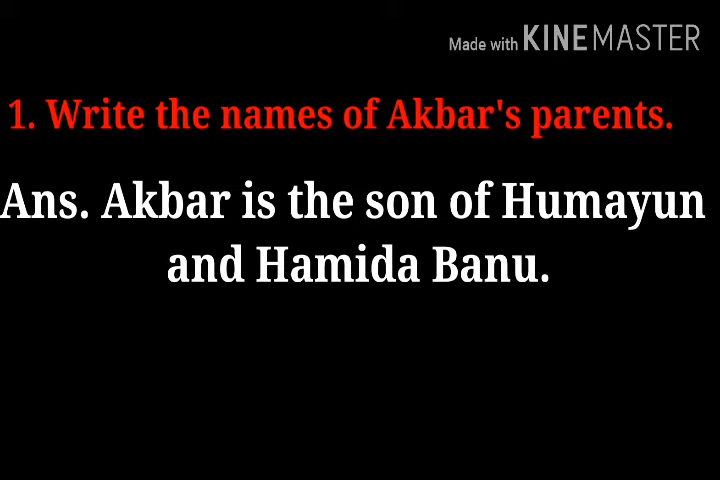 Made with KINEMASTER
1. Write the names of Akbar's parents.
Ans. Akbar is the son of Humayun
and Hamida Banu.